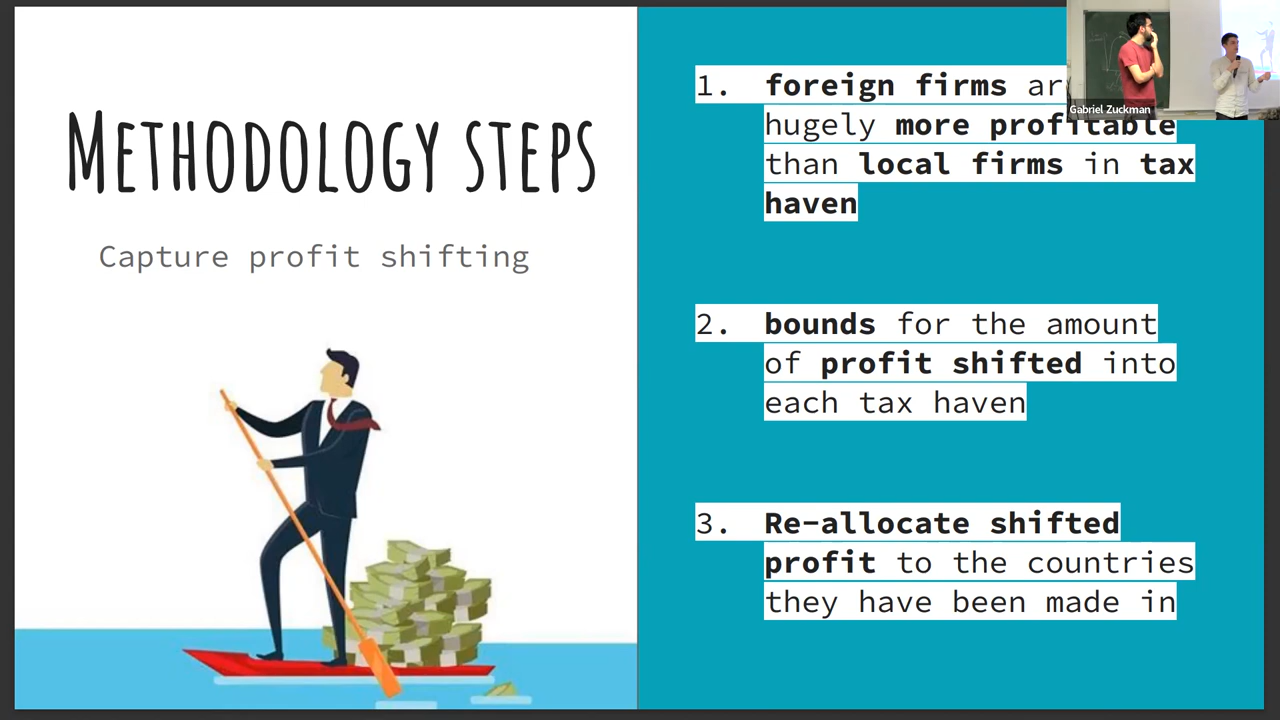 METHODOLOGY STEPS
Capture profit shifting
1. foreign firms
hugely more profitable
than local firms in tax
haven
2. bounds for the amount
of profit shifted into
each tax haven
3. Re-allocate shifted
profit to the countries
they have been made in
Gabriel Zuckman